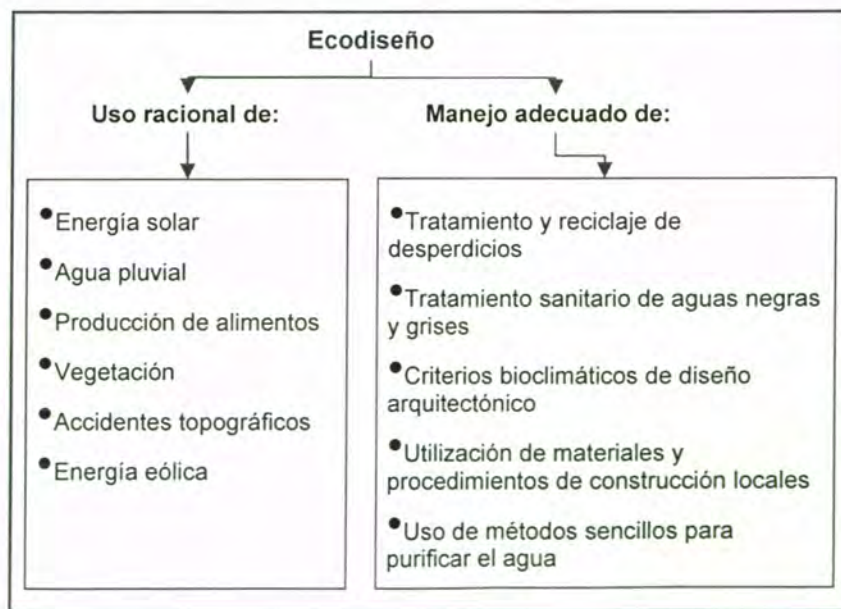 Ecodiseño
Uso racional de:
Manejo adecuado de:
•Energía solar
•Agua pluvial
•Producción de alimentos
•Vegetación
•Accidentes topográficos
•Energía eólica
•Tratamiento y reciclaje de
desperdicios
•Tratamiento sanitario de aguas negras
y grises
•Criterios bioclimáticos de diseño
arquitectónico
•Utilización de materiales y
procedimientos de construcción locales
•Uso de métodos sencillos para
purificar el agua